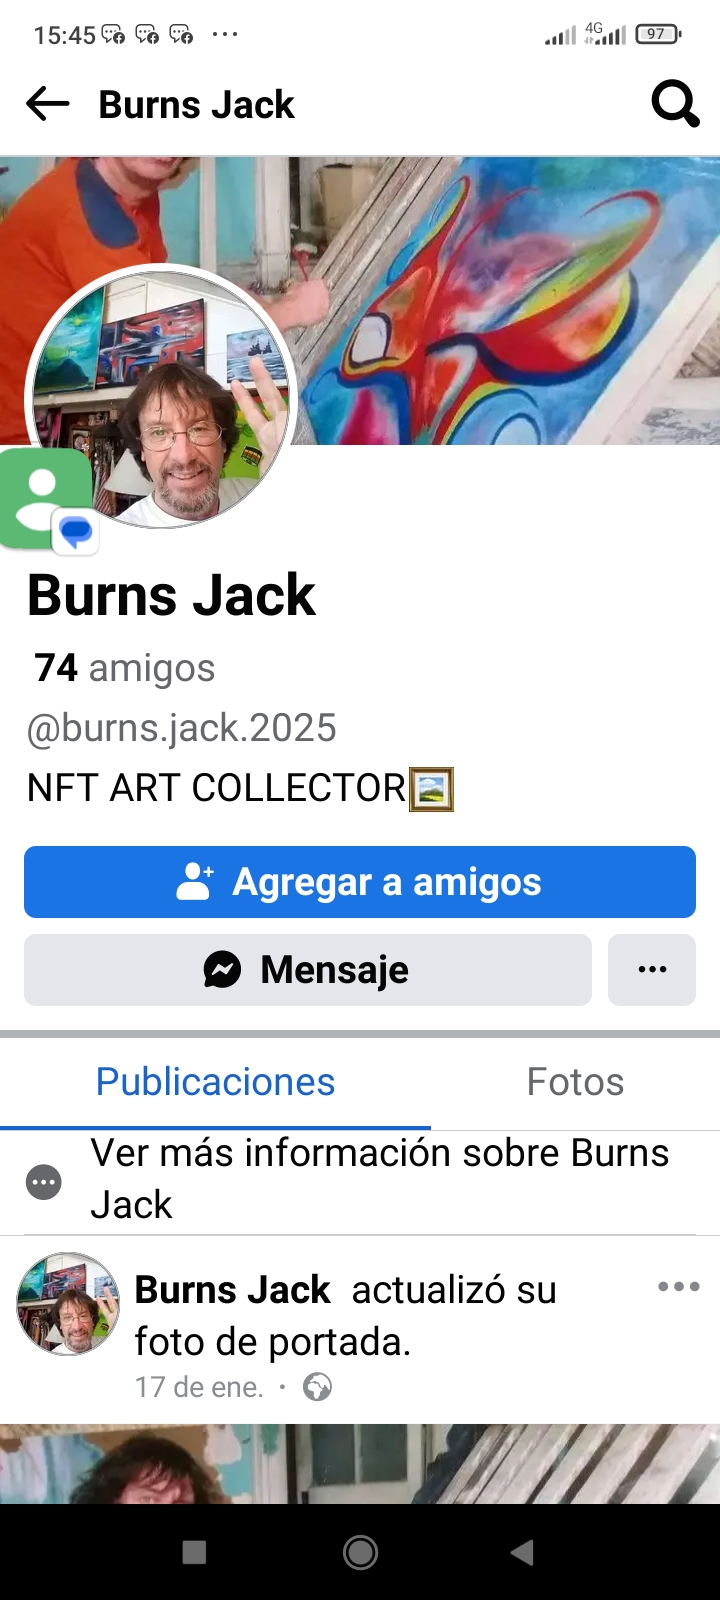 15:45
4G
97
Burns Jack
Burns Jack
74 amigos
@burns.jack.2025
NFT ART COLLECTOR
Agregar a amigos
Mensaje
Publicaciones
Fotos
Ver más información sobre Burns
Jack
Burns Jack actualizó su
foto de portada.
17 de ene. ·